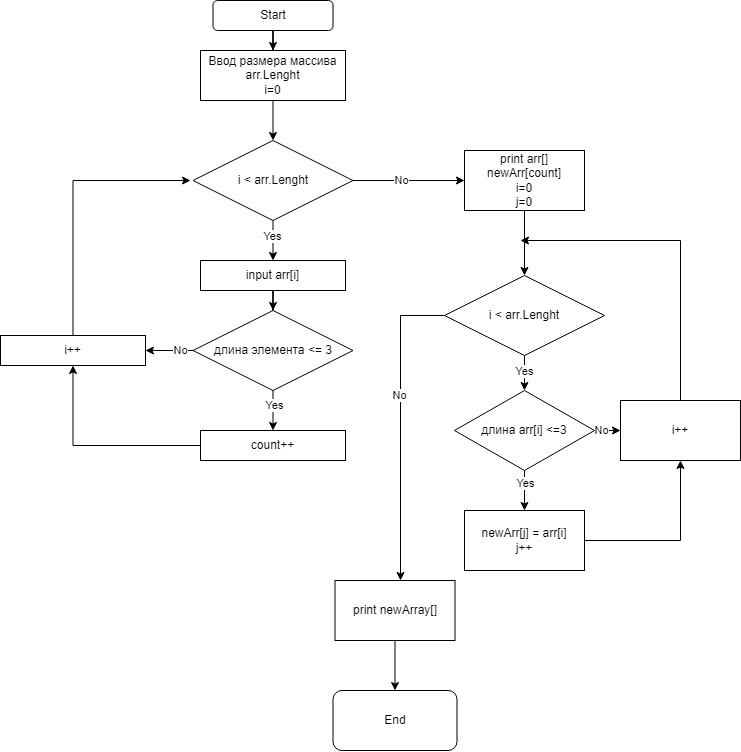 Start
Ввод размера массива
arr.Lenght
i=0
i < arr.Lenght
No
print arr[]
newArr[count]
i=0
j=0
Yes
input arr[i]
i < arr.Lenght
i++
No
длина элемента <= 3
Yes
No
Yes
count++
длина arr[i] <=3
No
i++
Yes
newArr[j] = arr[i]
j++
print newArray[]
End